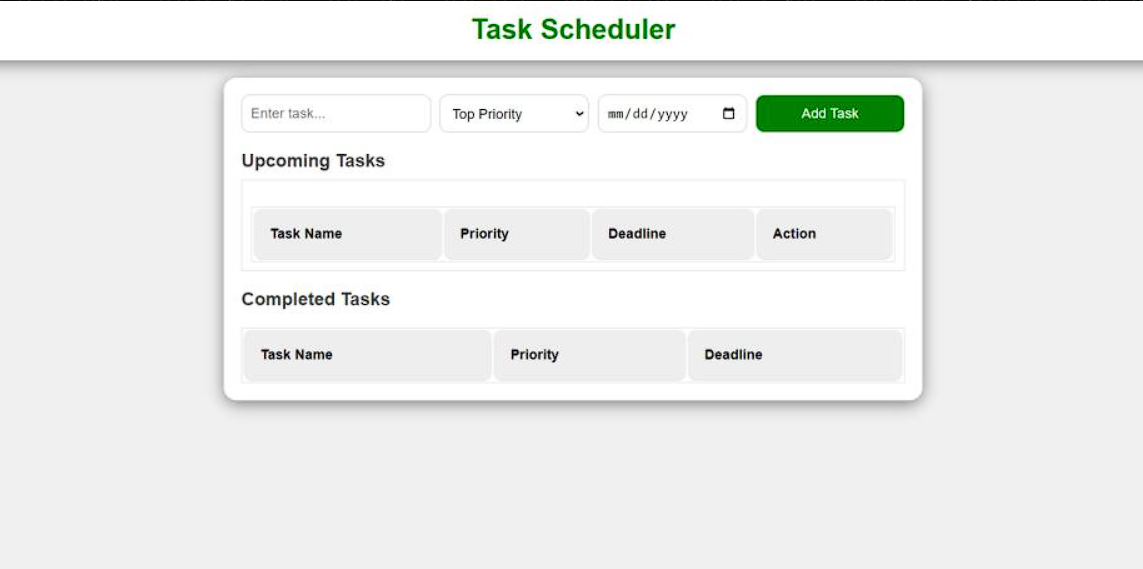 Task Scheduler
Enter task... Top Priority mm/dd/yyyy Add Task
Upcoming Tasks
Task Name Priority Deadline Action
Completed Tasks
Task Name Priority Deadline